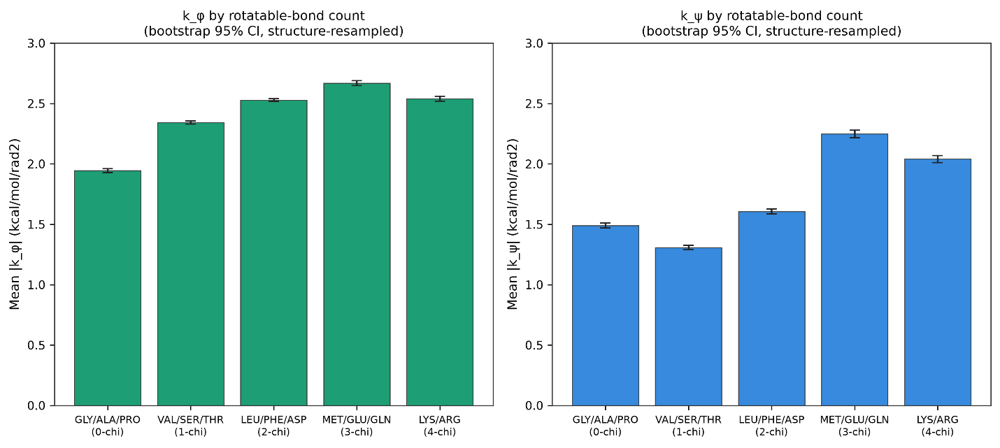 k_φ by rotatable-bond count
(bootstrap 95% CI, structure-resampled)
Mean |k_φ| (kcal/mol/rad2)
3.0
2.5
2.0
1.5
1.0
0.5
0.0
GLY/ALA/PRO VAL/SER/THR LEU/PHE/ASP MET/GLU/GLN LYS/ARG
(0-chi) (1-chi) (2-chi) (3-chi) (4-chi)
k_ψ by rotatable-bond count
(bootstrap 95% CI, structure-resampled)
Mean |k_ψ| (kcal/mol/rad2)
3.0
2.5
2.0
1.5
1.0
0.5
0.0
GLY/ALA/PRO VAL/SER/THR LEU/PHE/ASP MET/GLU/GLN LYS/ARG
(0-chi) (1-chi) (2-chi) (3-chi) (4-chi)